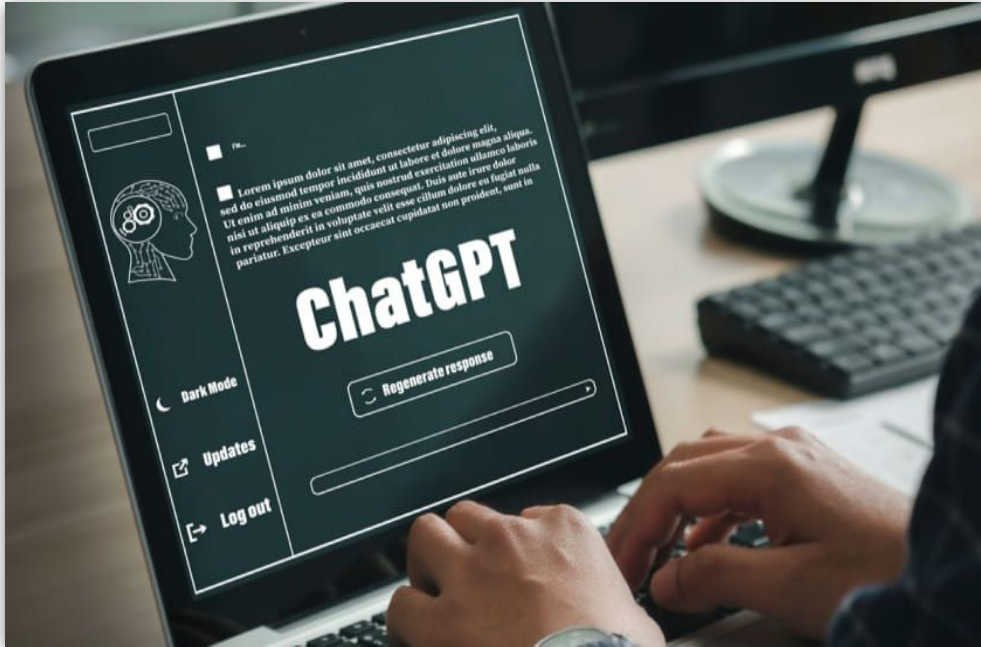 Lorem ipsum dolor sit amet, consectetur adipiscing elit,
sed do eiusmod tempor incididunt ut labore et dolore magna aliqua.
Ut enim ad minim veniam, quis nostrud exercitation ullamco laboris
nisi ut aliquip ex ea commodo consequat. Duis aute irure dolor
in reprehenderit in voluptate velit esse cillum dolore eu fugiat nulla
pariatur. Excepteur sint occaecat cupidatat non proident, sunt in
ChatGPT
Regenerate response
Dark Mode
Updates
Log out